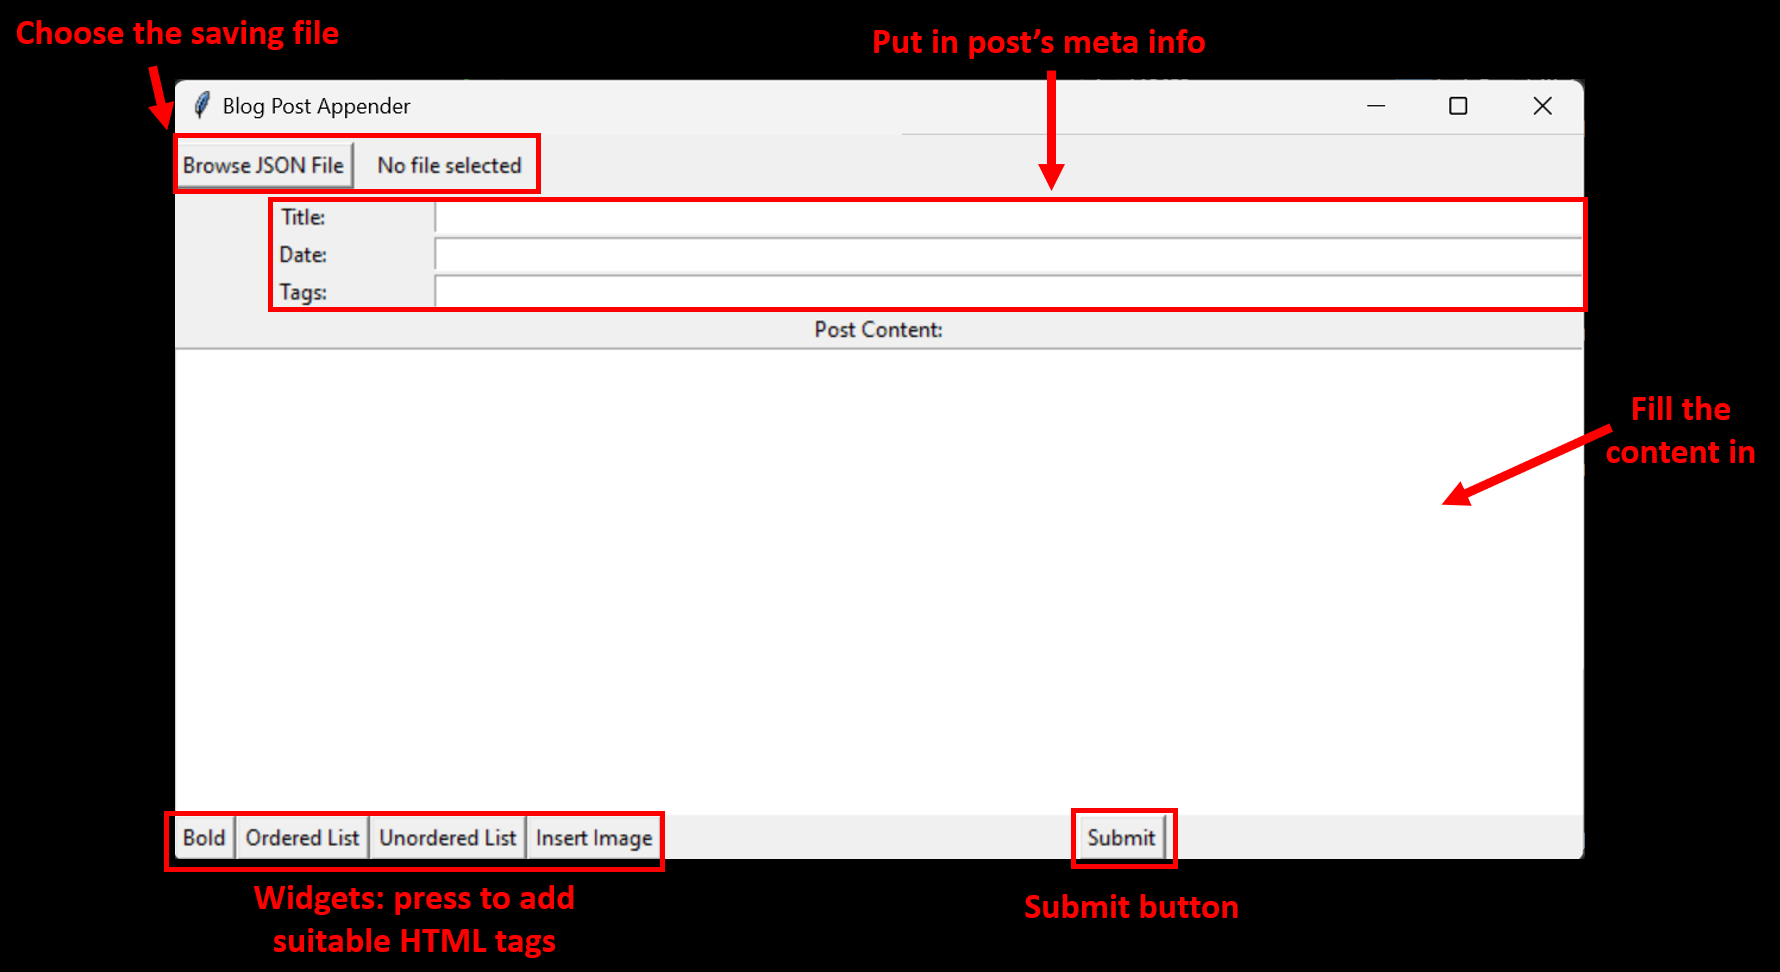 Choose the saving file
Put in post’s meta info
Blog Post Appender
Browse JSON File No file selected
Title:
Date:
Tags:
Post Content:
Fill the
content in
Bold Ordered List Unordered List Insert Image Submit
Widgets: press to add
suitable HTML tags
Submit button